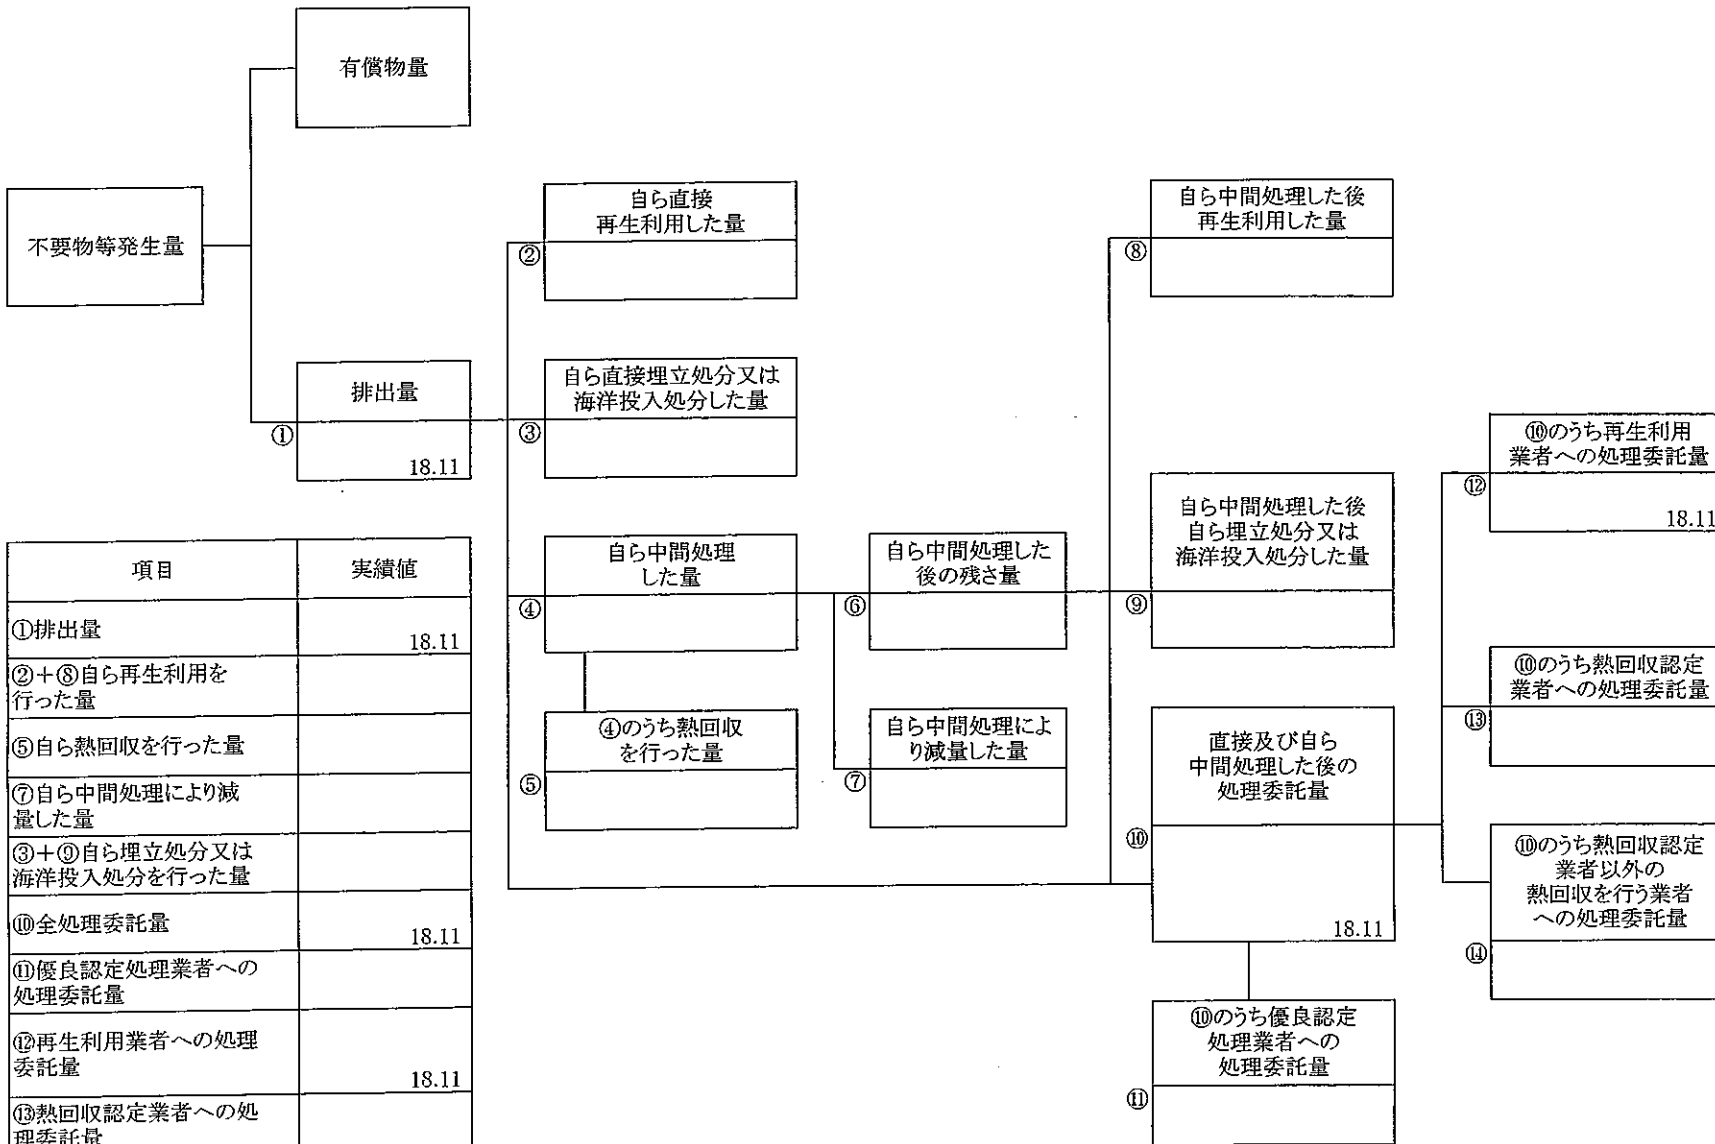 有償物量
不要物等発生量
排出量
①
18.11
自ら直接
再生利用した量
②
自ら直接埋立処分又は
海洋投入処分した量
③
自ら中間処理
した量
④
④のうち熱回収
を行った量
⑤
自ら中間処理した
後の残さ量
⑥
自ら中間処理によ
り減量した量
⑦
自ら中間処理した後
再生利用した量
⑧
自ら中間処理した後
自ら埋立処分又は
海洋投入処分した量
⑨
直接及び自ら
中間処理した後の
処理委託量
⑩
18.11
⑩のうち優良認定
処理業者への
処理委託量
⑪
⑩のうち再生利用
業者への処理委託量
⑫
18.11
⑩のうち熱回収認定
業者への処理委託量
⑬
⑩のうち熱回収認定
業者以外の
熱回収を行う業者
への処理委託量
⑭
項目 実績値
①排出量 18.11
②+⑧自ら再生利用を
行った量
⑤自ら熱回収を行った量
⑦自ら中間処理により減
量した量
③+⑨自ら埋立処分又は
海洋投入処分を行った量
⑩全処理委託量 18.11
⑪優良認定処理業者への
処理委託量
⑫再生利用業者への処理
委託量 18.11
⑬熱回収認定業者への処
理委託量